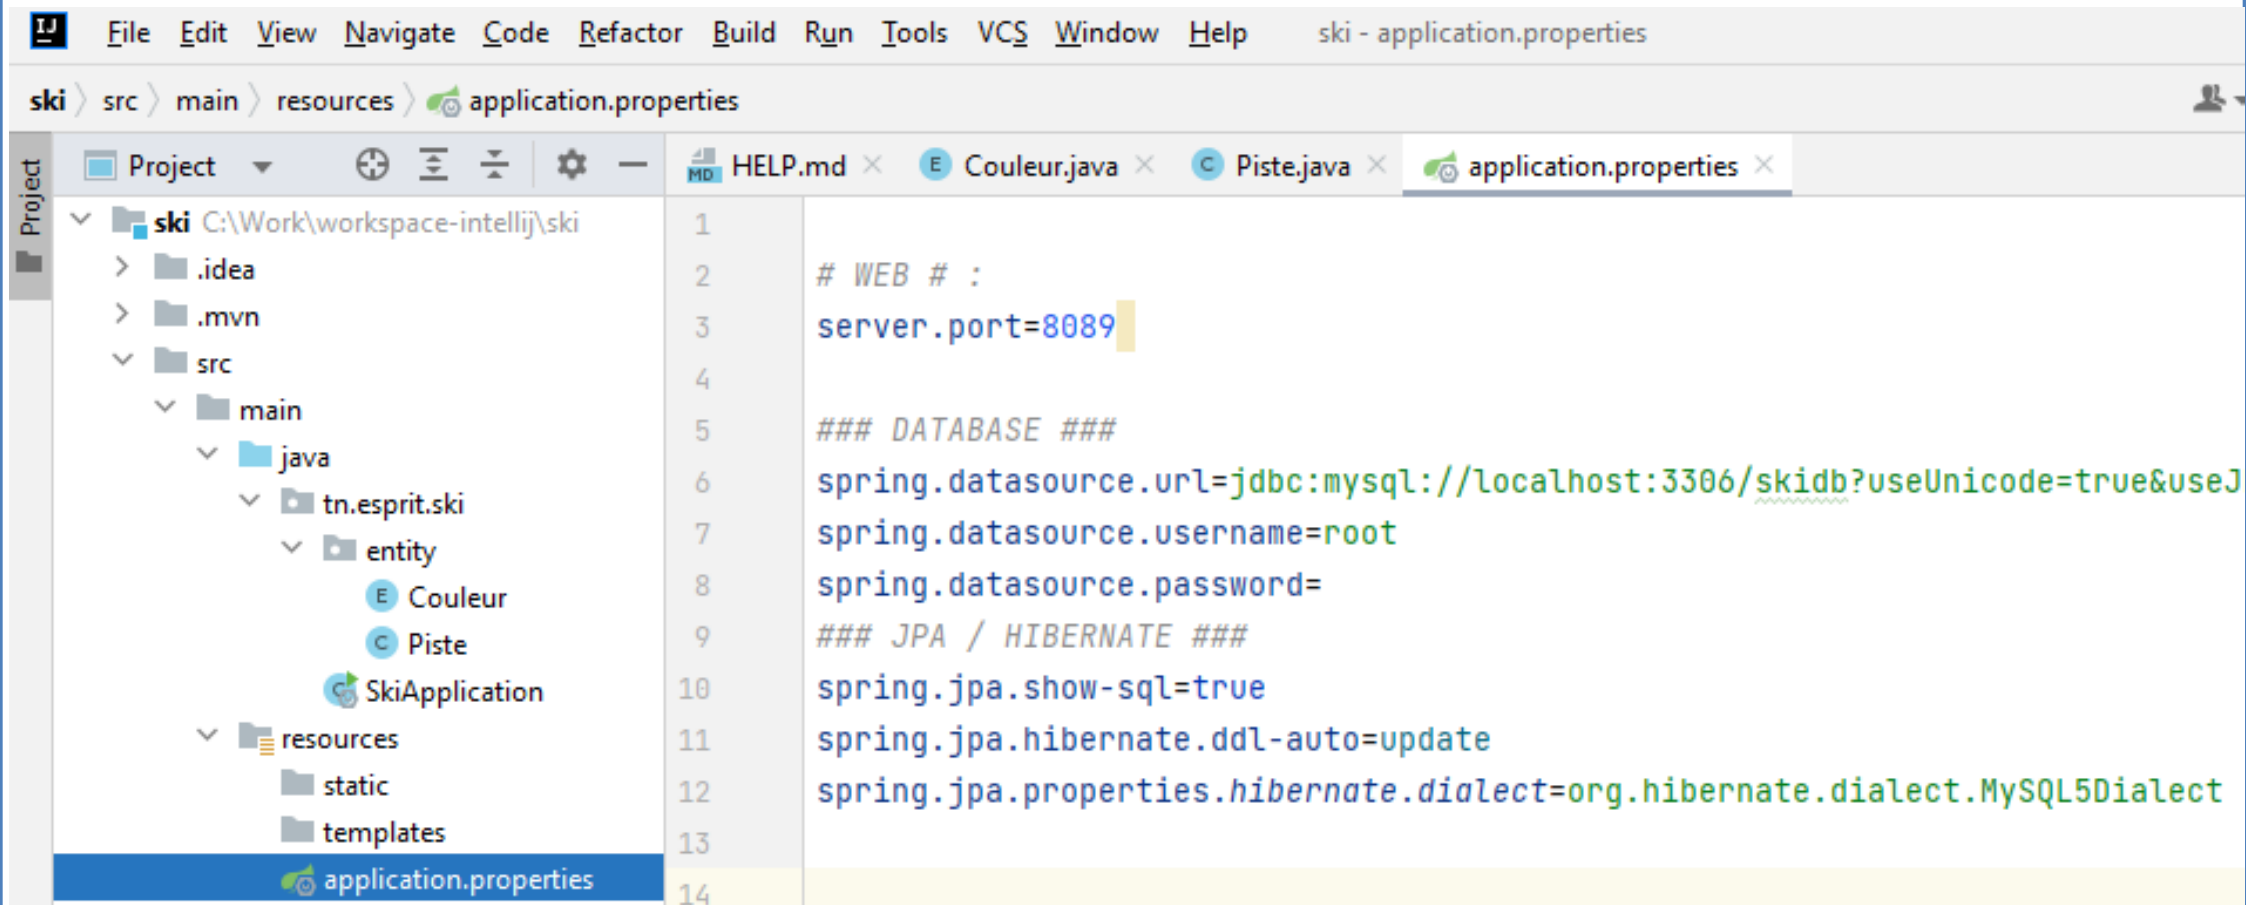 IJ File Edit View Navigate Code Refactor Build Run Tools VCS Window Help ski - application.properties
ski src main resources application.properties
Project
Project
MD HELP.md E Couleur.java C Piste.java application.properties
ski C:\Work\workspace-intellij\ski
.idea
.mvn
src
main
java
tn.esprit.ski
entity
E Couleur
C Piste
SkiApplication
resources
static
templates
application.properties
1
2 # WEB # :
3 server.port=8089
4
5 ### DATABASE ###
6 spring.datasource.url=jdbc:mysql://localhost:3306/skidb?useUnicode=true&useJ
7 spring.datasource.username=root
8 spring.datasource.password=
9 ### JPA / HIBERNATE ###
10 spring.jpa.show-sql=true
11 spring.jpa.hibernate.ddl-auto=update
12 spring.jpa.properties.hibernate.dialect=org.hibernate.dialect.MySQL5Dialect
13
14